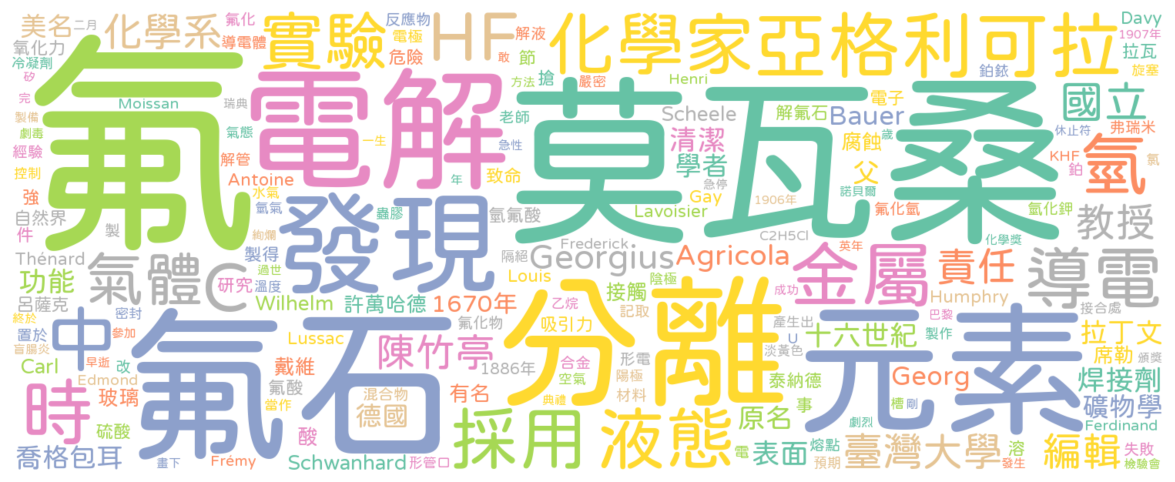 美名 二月 化學系 氟化 導電體 實驗 反應物 電極 危險 HF 解液 敢 節 化學家亞格利可拉 Davy 1907年
氧化力 冷凝劑 矽 氟 電解 方法 搶 嚴密 Henri 鉑銥 拉瓦 旋塞
完 Moissan 瑞典 莫瓦桑 Scheele 解氟石 Bauer 電子 國立
製備 劇毒 氣態 老師 清潔 腐蝕 歲 休止符 弗瑞米
經驗 解管 一生 急性 學者 父 KHF 氯
控制 Antoine 致命 急停 諾貝爾 鉑 氫
強 水氣 年 Gay 1906年 氟化氫 氫化鉀
自然界 氫氣 發現 蟲膠 氫氟酸 Lavoisier C2H5Cl 教授
件 製 絢爛 製得 Frederick 化學獎
Thénard 氣體 C 過世 隔絕 Georgius Agricola 英年 金屬 責任 導電
功能 研究 溫度 Louis 接觸 陰極 成功 Humphry
呂薩克 密封 Wilhelm 許萬哈德 1670年 乙烷 記取 分離 巴黎 接合處
終於 置於 中 參加 氟石 Lussac 氟化物 吸引力 產生出 U 十六世紀 製作 拉丁文
盲腸炎 早逝 改 陳竹亭 形電 淡黃色 元素 席勒 頒獎
Carl 戴維 1886年 合金 陽極 Georg 焊接劑
Edmond 氟酸 空氣 材料 泰納德
時 玻璃 當作 混合物 有名 典禮 原名 事 槽 剛 礦物學
硫酸 德國 採用 液態 劇烈 Ferdinand
酸 電 表面 熔點 臺灣大學 溶 編輯 失敗
喬格包耳 畫下 Frémy Schwanhard 形管口 預期 發生 檢驗會